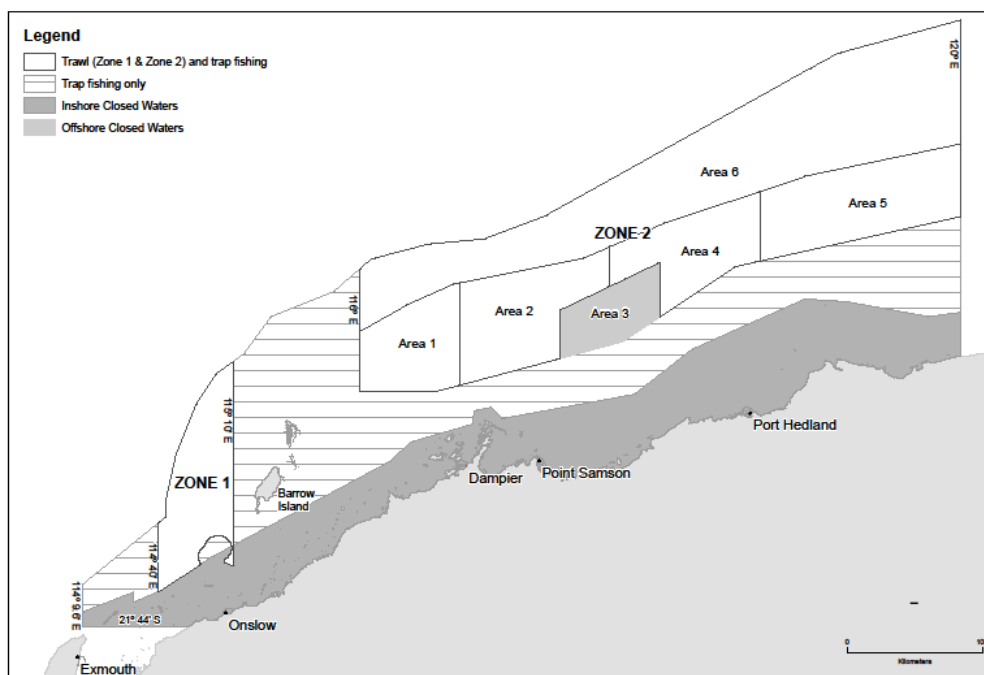 Legend
Trawl (Zone 1 & Zone 2) and trap fishing
Trap fishing only
Inshore Closed Waters
Offshore Closed Waters
120° E
Area 6
Area 5
ZONE 2
Area 4
116° E
Area 3
Area 2
Area 1
115° 10' E
Port Hedland
Point Samson
Dampier
ZONE 1
Barrow
Island
114° 40' E
114° 9.6' E
21° 44' S
Onslow
Exmouth
0
Kilometers